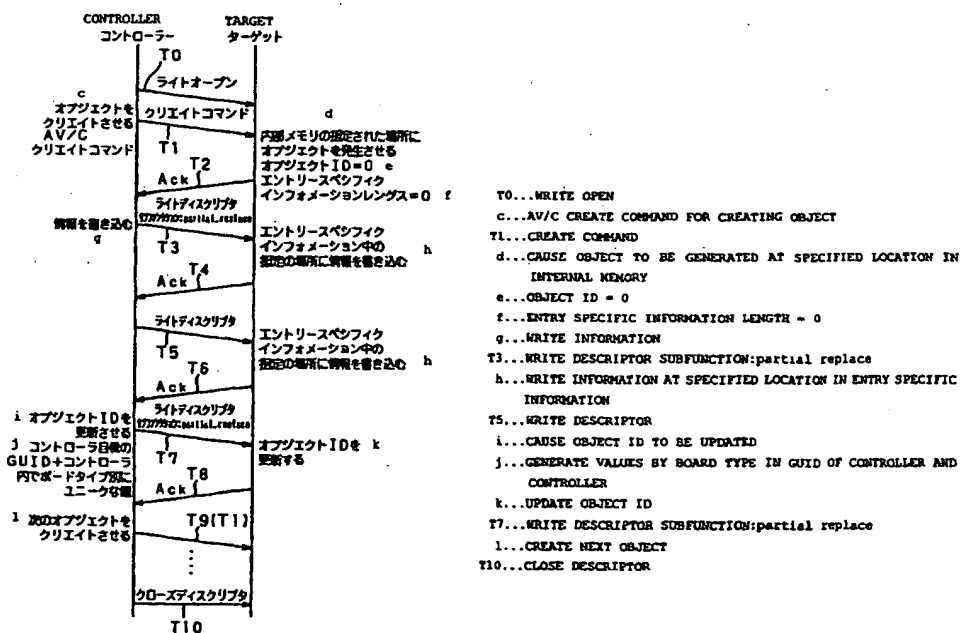 CONTROLLER
コントローラー
TARGET
ターゲット
T0
ライトオープン
c
オブジェクトを
クリエイトさせる
AV/C
クリエイトコマンド
クリエイトコマンド
T1
d
内部メモリの指定された場所に
オブジェクトを発生させる
オブジェクトID=0 e
エントリースペシフィク
インフォメーションレングス=0 f
T2
Ack
ライトディスクリプタ
サブファンクション:partial_replace
情報を書き込む
g
T3
エントリースペシフィク
インフォメーション中の
指定の場所に情報を書き込む h
T4
Ack
ライトディスクリプタ
T5
エントリースペシフィク
インフォメーション中の
指定の場所に情報を書き込む h
T6
Ack
ライトディスクリプタ
サブファンクション:partial_replace
i オブジェクトIDを
更新させる
j コントローラ自身の
GUID+コントローラ
内でボードタイプ別に
ユニークな値
T7
オブジェクトIDを k
更新する
T8
Ack
l 次のオブジェクトを
クリエイトさせる
T9(T1)
クローズディスクリプタ
T10
T0...WRITE OPEN
c...AV/C CREATE COMMAND FOR CREATING OBJECT
T1...CREATE COMMAND
d...CAUSE OBJECT TO BE GENERATED AT SPECIFIED LOCATION IN
INTERNAL MEMORY
e...OBJECT ID = 0
f...ENTRY SPECIFIC INFORMATION LENGTH = 0
g...WRITE INFORMATION
T3...WRITE DESCRIPTOR SUBFUNCTION:partial replace
h...WRITE INFORMATION AT SPECIFIED LOCATION IN ENTRY SPECIFIC
INFORMATION
T5...WRITE DESCRIPTOR
i...CAUSE OBJECT ID TO BE UPDATED
j...GENERATE VALUES BY BOARD TYPE IN GUID OF CONTROLLER AND
CONTROLLER
k...UPDATE OBJECT ID
T7...WRITE DESCRIPTOR SUBFUNCTION:partial replace
l...CREATE NEXT OBJECT
T10...CLOSE DESCRIPTOR